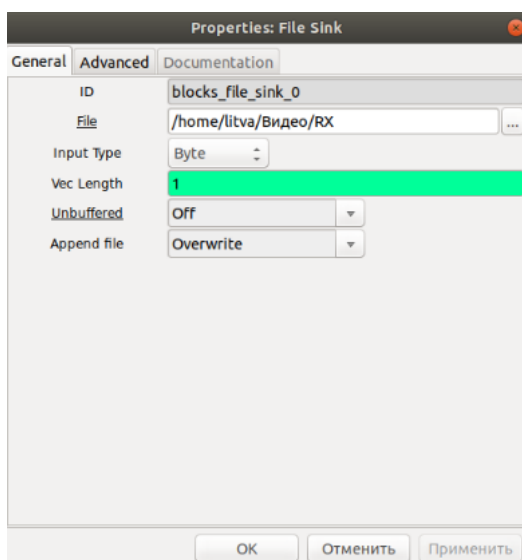 Properties: File Sink
General Advanced Documentation
ID blocks_file_sink_0
File /home/litva/Видео/RX ...
Input Type Byte
Vec Length 1
Unbuffered Off
Append file Overwrite
OK Отменить Применить